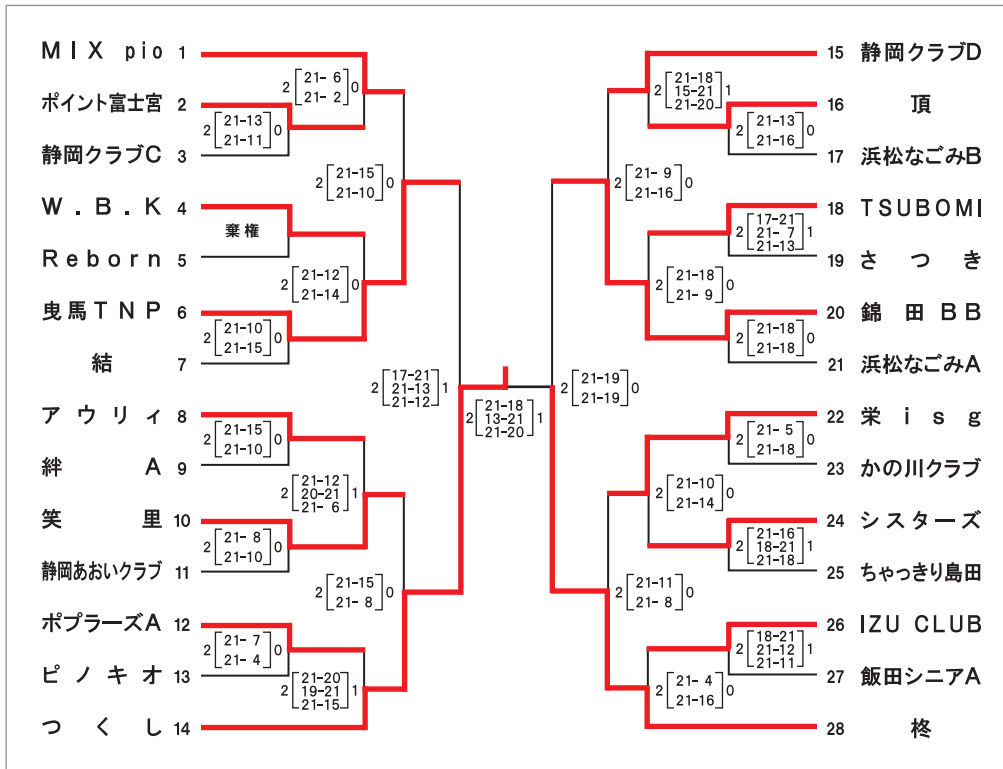 MIX pio 1
2[21- 6 21- 2]0
ポイント富士宮 2
2[21-13 21-11]0
静岡クラブC 3
2[21-15 21-10]0
W.B.K 4
棄権
Reborn 5
2[21-12 21-14]0
曳馬TNP 6
2[21-10 21-15]0
結 7
2[17-21 21-13 21-12]1
アウリィ 8
2[21-15 21-10]0
絆A 9
2[21-12 20-21 21- 6]1
笑里 10
2[21- 8 21-10]0
静岡あおいクラブ 11
2[21-15 21- 8]0
ポプラーズA 12
2[21- 7 21- 4]0
ピノキオ 13
2[21-20 19-21 21-15]1
つくし 14
2[21-18 13-21 21-20]1
15 静岡クラブD
2[21-18 15-21 21-20]1
16 頂
2[21-13 21-16]0
17 浜松なごみB
2[21- 9 21-16]0
18 TSUBOMI
2[17-21 21- 7 21-13]1
19 さつき
2[21-18 21- 9]0
20 錦田BB
2[21-18 21-18]0
21 浜松なごみA
2[21-19 21-19]0
22 栄isg
2[21- 5 21-18]0
23 かの川クラブ
2[21-10 21-14]0
24 シスターズ
2[21-16 18-21 21-18]1
25 ちゃっきり島田
2[21-11 21- 8]0
26 IZU CLUB
2[18-21 21-12 21-11]1
27 飯田シニアA
2[21- 4 21-16]0
28 柊